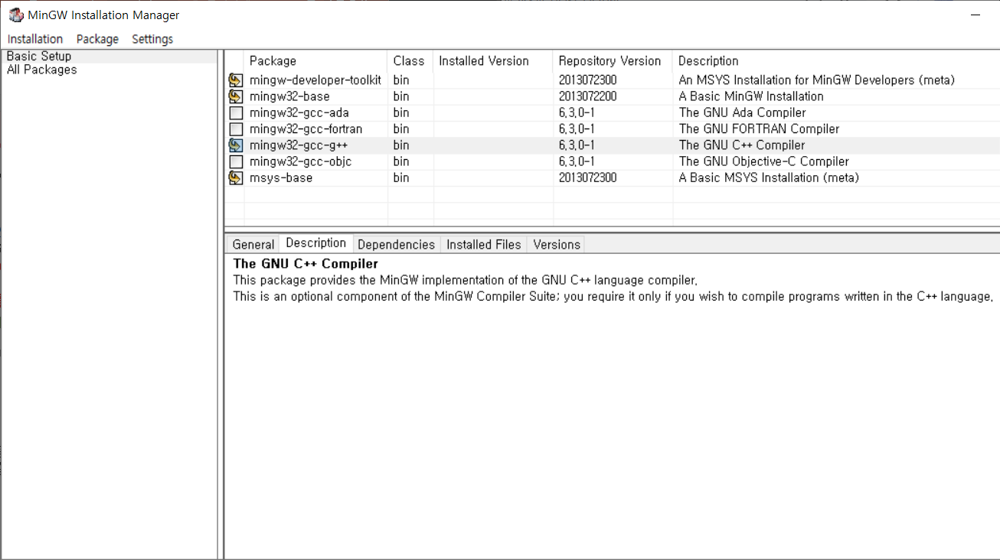 MinGW Installation Manager
Installation Package Settings
Basic Setup
All Packages
Package Class Installed Version Repository Version Description
mingw-developer-toolkit bin 2013072300 An MSYS Installation for MinGW Developers (meta)
mingw32-base bin 2013072200 A Basic MinGW Installation
mingw32-gcc-ada bin 6.3.0-1 The GNU Ada Compiler
mingw32-gcc-fortran bin 6.3.0-1 The GNU FORTRAN Compiler
mingw32-gcc-g++ bin 6.3.0-1 The GNU C++ Compiler
mingw32-gcc-objc bin 6.3.0-1 The GNU Objective-C Compiler
msys-base bin 2013072300 A Basic MSYS Installation (meta)
General Description Dependencies Installed Files Versions
The GNU C++ Compiler
This package provides the MinGW implementation of the GNU C++ language compiler.
This is an optional component of the MinGW Compiler Suite; you require it only if you wish to compile programs written in the C++ language.